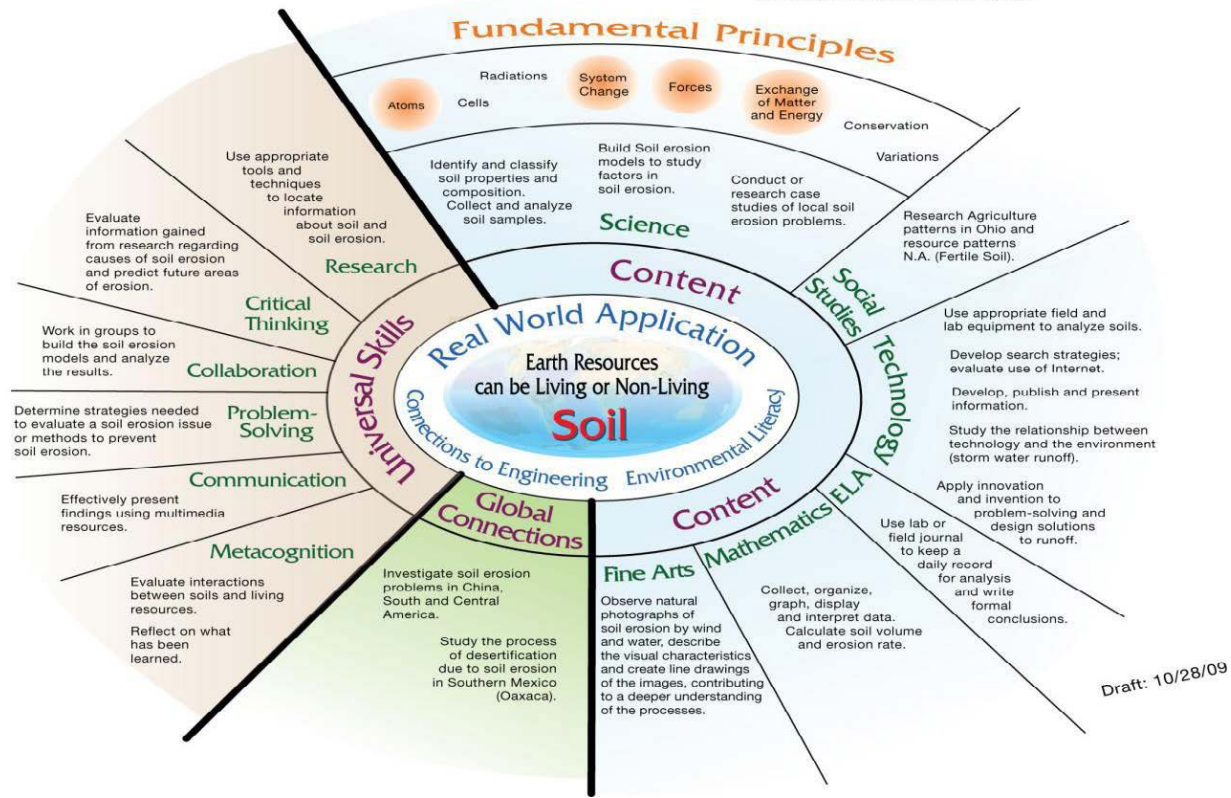 Fundamental Principles
Atoms
Radiations
Cells
System
Change
Forces
Exchange
of Matter
and Energy
Conservation
Variations
Identify and classify
soil properties and
composition.
Collect and analyze
soil samples.
Build Soil erosion
models to study
factors in
soil erosion.
Conduct or
research case
studies of local soil
erosion problems.
Science
Content
Research Agriculture
patterns in Ohio and
resource patterns
N.A. (Fertile Soil).
Social
Studies
Use appropriate field and
lab equipment to analyze soils.
Develop search strategies;
evaluate use of Internet.
Develop, publish and present
information.
Study the relationship between
technology and the environment
(storm water runoff).
Apply innovation
and invention to
problem-solving and
design solutions
to runoff.
Technology
Use lab or
field journal
to keep a
daily record
for analysis
and write
formal
conclusions.
ELA
Collect, organize,
graph, display
and interpret data.
Calculate soil volume
and erosion rate.
Mathematics
Content
Fine Arts
Observe natural
photographs of
soil erosion by wind
and water, describe
the visual characteristics
and create line drawings
of the images, contributing
to a deeper understanding
of the processes.
Global
Connections
Investigate soil erosion
problems in China,
South and Central
America.
Study the process
of desertification
due to soil erosion
in Southern Mexico
(Oaxaca).
Universal Skills
Use appropriate
tools and
techniques
to locate
information
about soil and
soil erosion.
Research
Evaluate
information gained
from research regarding
causes of soil erosion
and predict future areas
of erosion.
Critical
Thinking
Work in groups to
build the soil erosion
models and analyze
the results.
Collaboration
Determine strategies needed
to evaluate a soil erosion issue
or methods to prevent
soil erosion.
Problem-
Solving
Communication
Effectively present
findings using multimedia
resources.
Metacognition
Evaluate interactions
between soils and living
resources.
Reflect on what
has been
learned.
Real World Application
Earth Resources
can be Living or Non-Living
Soil
Connections to Engineering
Environmental Literacy
Draft: 10/28/09